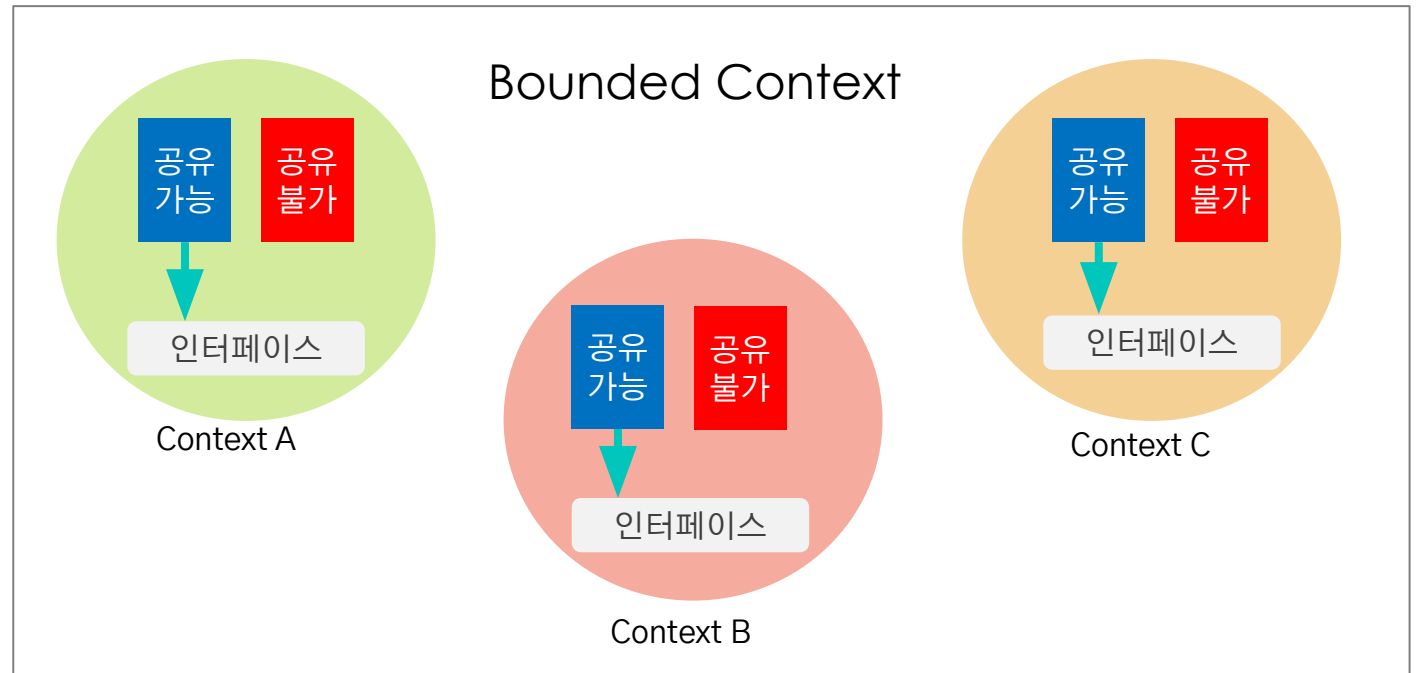 Bounded Context
공유
가능
공유
불가
인터페이스
Context A
공유
가능
공유
불가
인터페이스
Context B
공유
가능
공유
불가
인터페이스
Context C